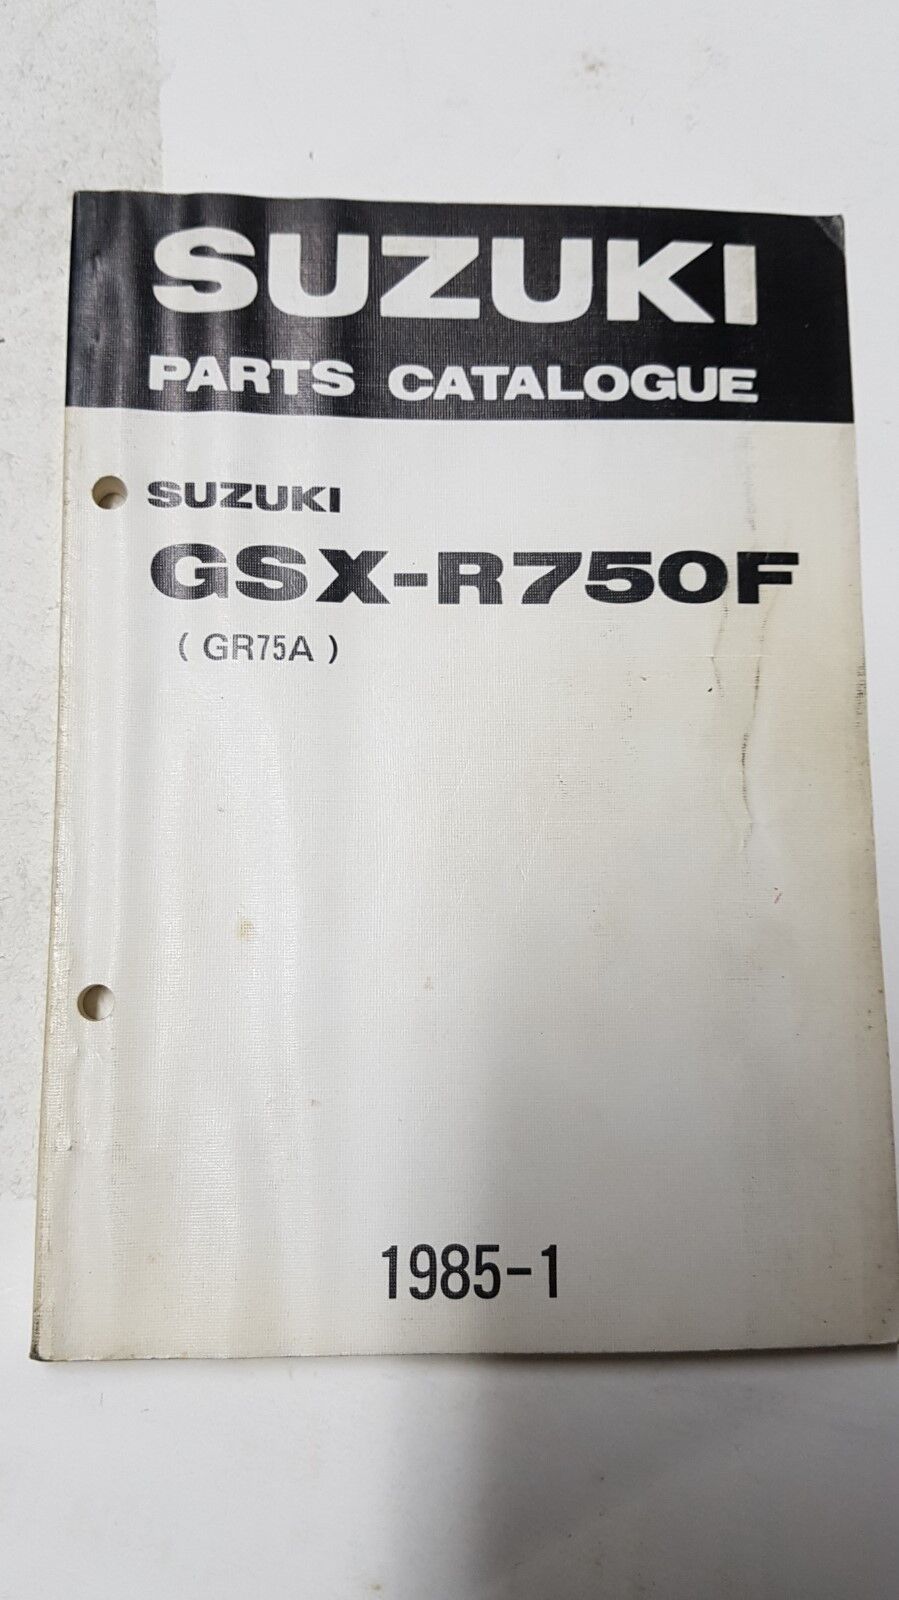 SUZUKI
PARTS CATALOGUE
SUZUKI
GSX-R750F
( GR75A )
1985-1